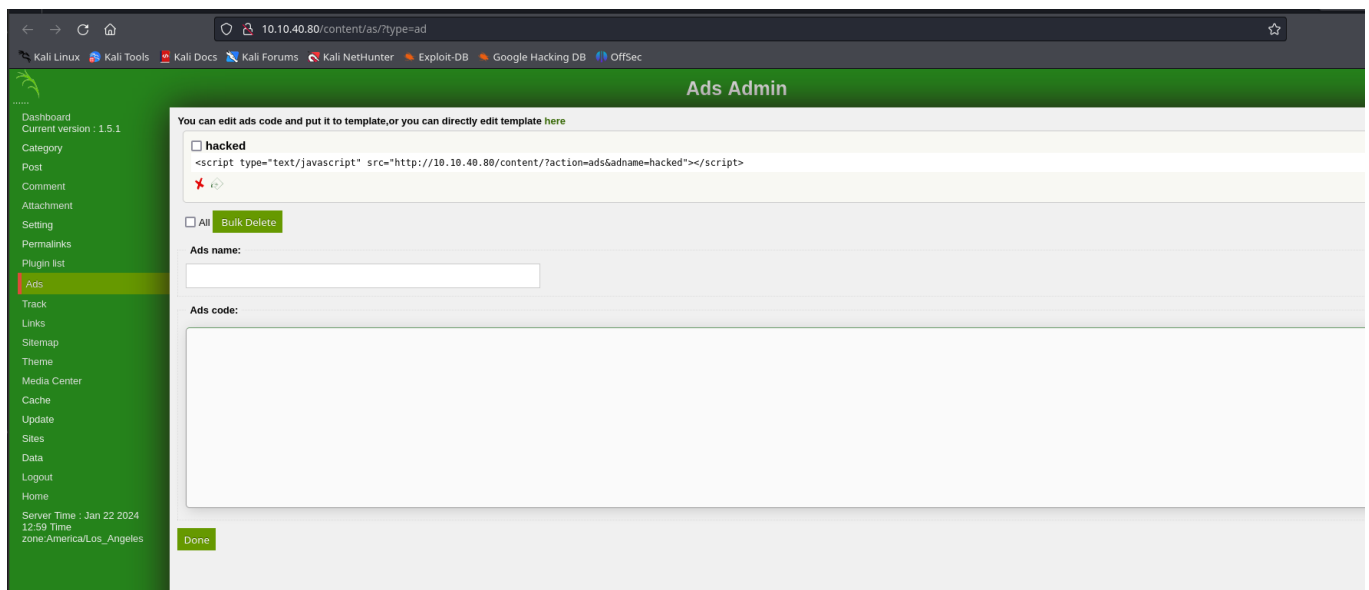 10.10.40.80/content/as/?type=ad
Kali Linux Kali Tools Kali Docs Kali Forums Kali NetHunter Exploit-DB Google Hacking DB OffSec
......
Ads Admin
Dashboard
Current version : 1.5.1
Category
Post
Comment
Attachment
Setting
Permalinks
Plugin list
Ads
Track
Links
Sitemap
Theme
Media Center
Cache
Update
Sites
Data
Logout
Home
Server Time : Jan 22 2024
12:59 Time
zone:America/Los_Angeles
You can edit ads code and put it to template,or you can directly edit template here
hacked
<script type="text/javascript" src="http://10.10.40.80/content/?action=ads&adname=hacked"></script>
All Bulk Delete
Ads name:
Ads code:
Done